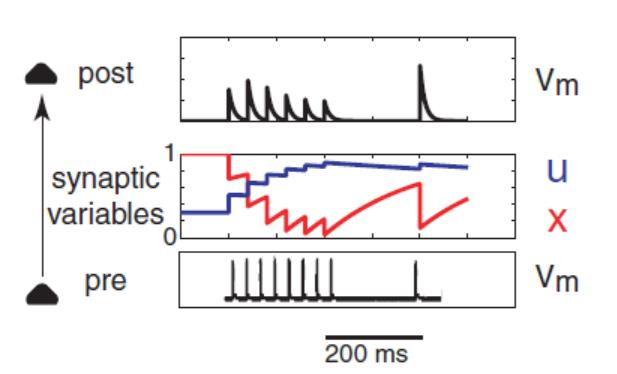 post
Vm
1
synaptic
variables
0
u
x
pre
Vm
200 ms